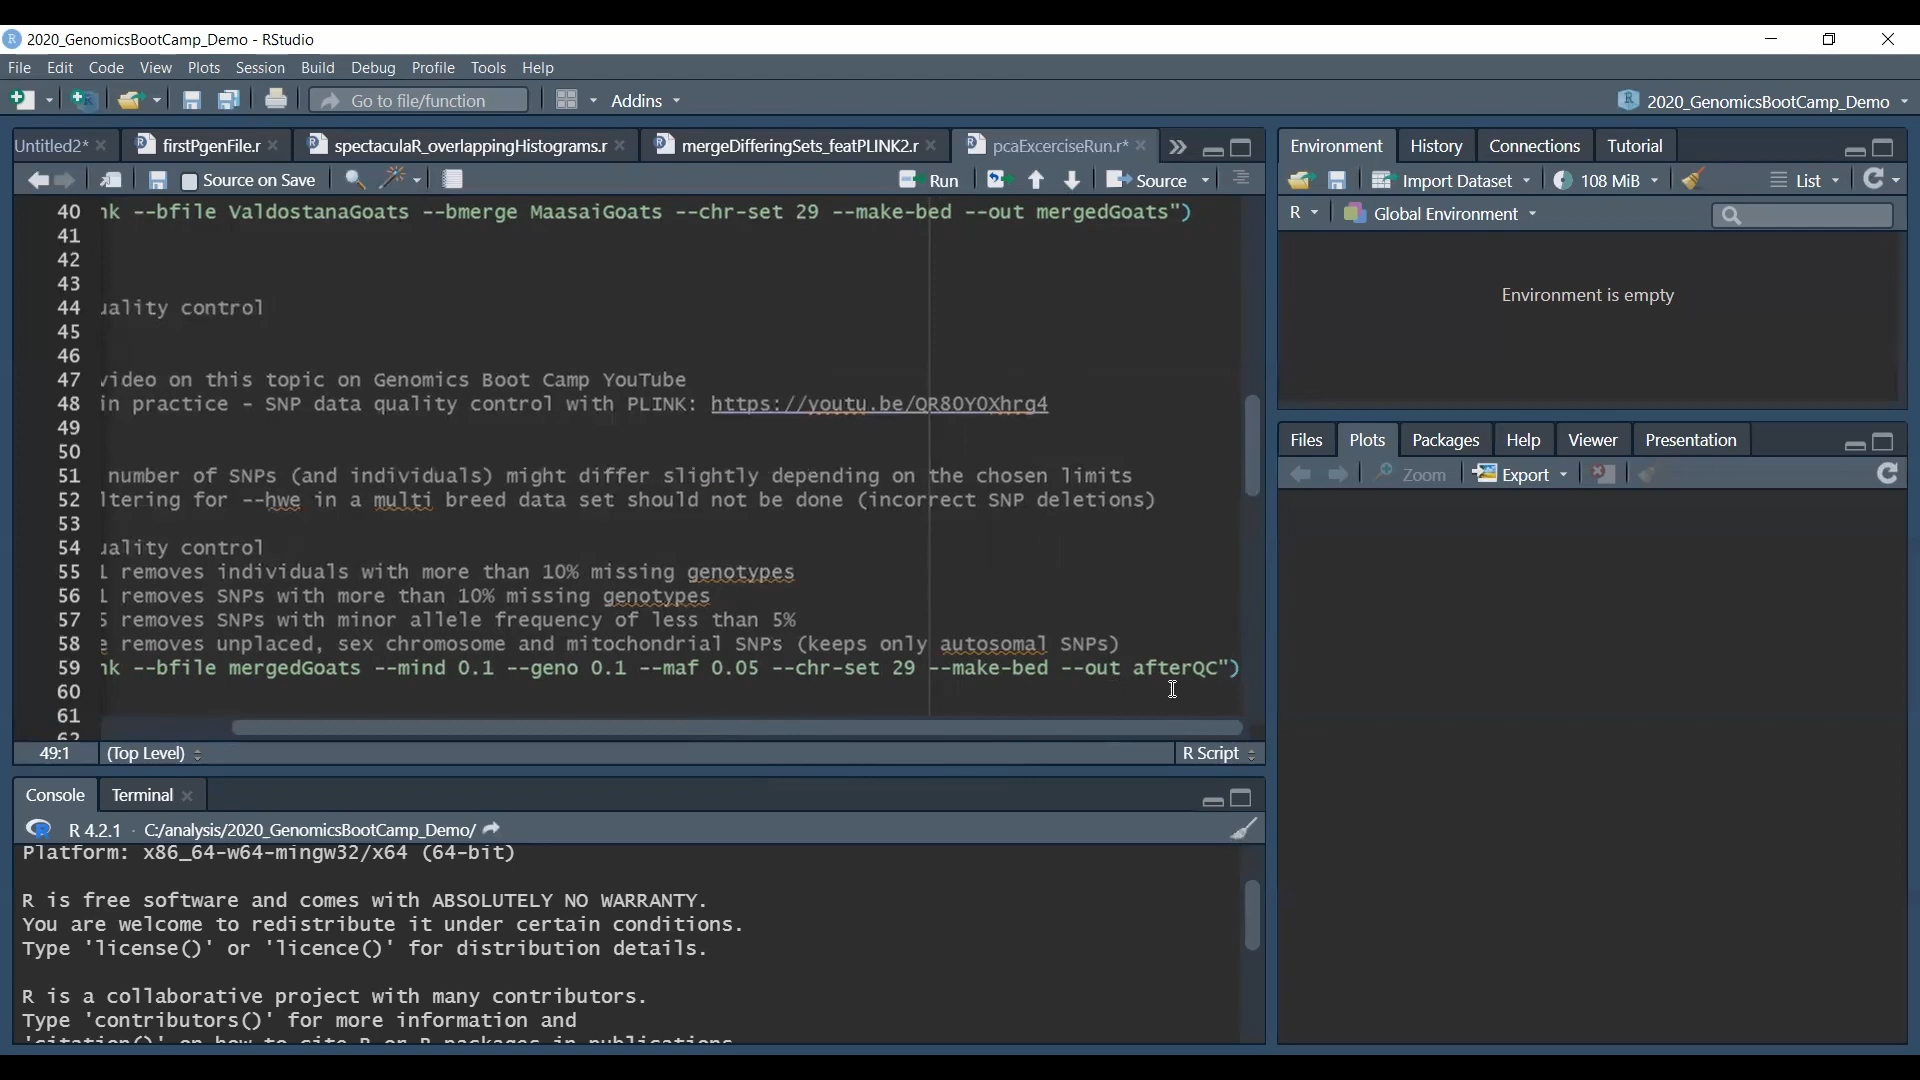 2020_GenomicsBootCamp_Demo - RStudio
File Edit Code View Plots Session Build Debug Profile Tools Help
Go to file/function Addins 2020_GenomicsBootCamp_Demo
Untitled2* firstPgenFile.r spectaculaR_overlappingHistograms.r mergeDifferingSets_featPLINK2.r pcaExcerciseRun.r*
Source on Save Run Source
40 nk --bfile ValdostanaGoats --bmerge MaasaiGoats --chr-set 29 --make-bed --out mergedGoats")
41
42
43
44 uality control
45
46
47 video on this topic on Genomics Boot Camp YouTube
48 in practice - SNP data quality control with PLINK: https://youtu.be/QR80Y0Xhrg4
49
50
51 number of SNPs (and individuals) might differ slightly depending on the chosen limits
52 ltering for --hwe in a multi breed data set should not be done (incorrect SNP deletions)
53
54 uality control
55 1 removes individuals with more than 10% missing genotypes
56 1 removes SNPs with more than 10% missing genotypes
57 5 removes SNPs with minor allele frequency of less than 5%
58 e removes unplaced, sex chromosome and mitochondrial SNPs (keeps only autosomal SNPs)
59 nk --bfile mergedGoats --mind 0.1 --geno 0.1 --maf 0.05 --chr-set 29 --make-bed --out afterQC")
60
61
62
49:1 (Top Level) R Script
Console Terminal
R 4.2.1 · C:/analysis/2020_GenomicsBootCamp_Demo/
Platform: x86_64-w64-mingw32/x64 (64-bit)
R is free software and comes with ABSOLUTELY NO WARRANTY.
You are welcome to redistribute it under certain conditions.
Type 'license()' or 'licence()' for distribution details.
R is a collaborative project with many contributors.
Type 'contributors()' for more information and
'citation()' on how to cite R or R packages in publications.
Environment History Connections Tutorial
Import Dataset 108 MiB List
R Global Environment
Environment is empty
Files Plots Packages Help Viewer Presentation
Zoom Export